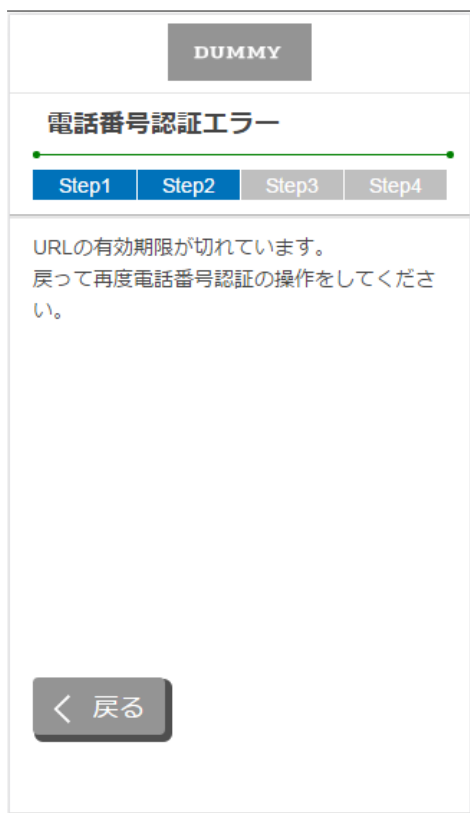 DUMMY
電話番号認証エラー
Step1 Step2 Step3 Step4
URLの有効期限が切れています。
戻って再度電話番号認証の操作をしてくださ
い。
戻る